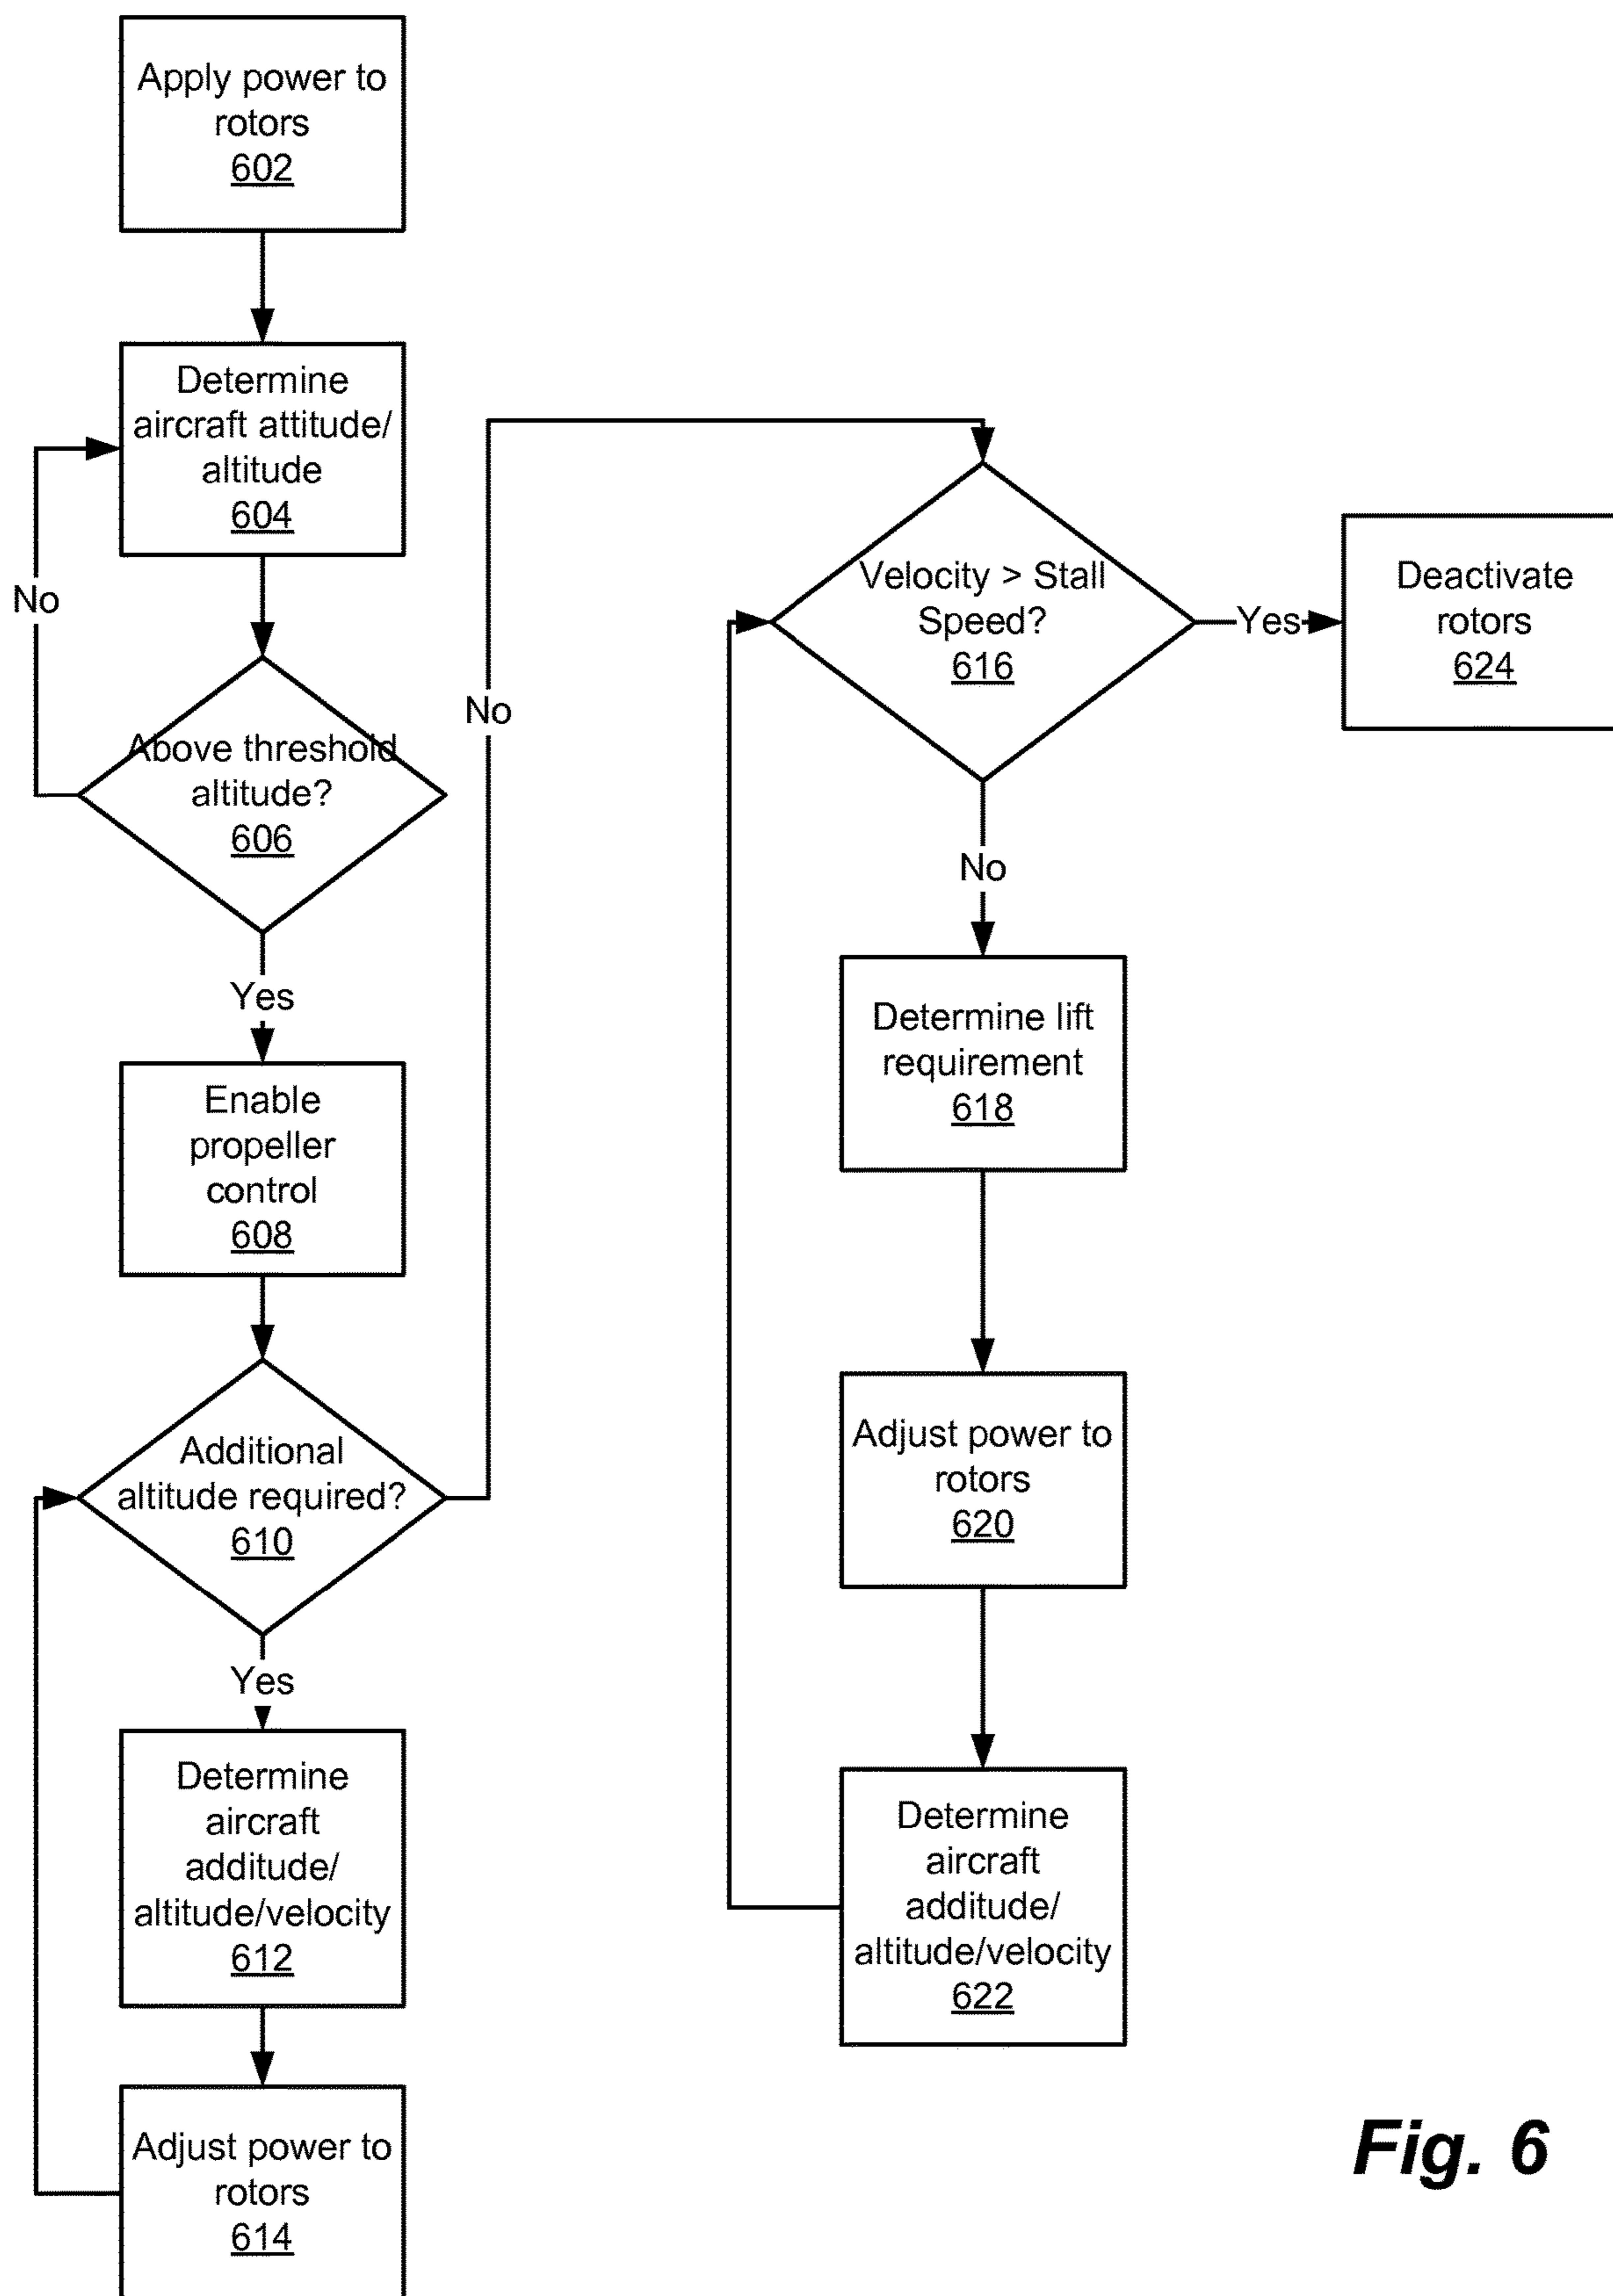 Apply power to
rotors
602
Determine
aircraft attitude/
altitude
604
No
Above threshold
altitude?
606
Yes
Enable
propeller
control
608
Additional
altitude required?
610
No
Yes
Determine
aircraft
additude/
altitude/velocity
612
Adjust power to
rotors
614
Velocity > Stall
Speed?
616
Yes
Deactivate
rotors
624
No
Determine lift
requirement
618
Adjust power to
rotors
620
Determine
aircraft
additude/
altitude/velocity
622
Fig. 6